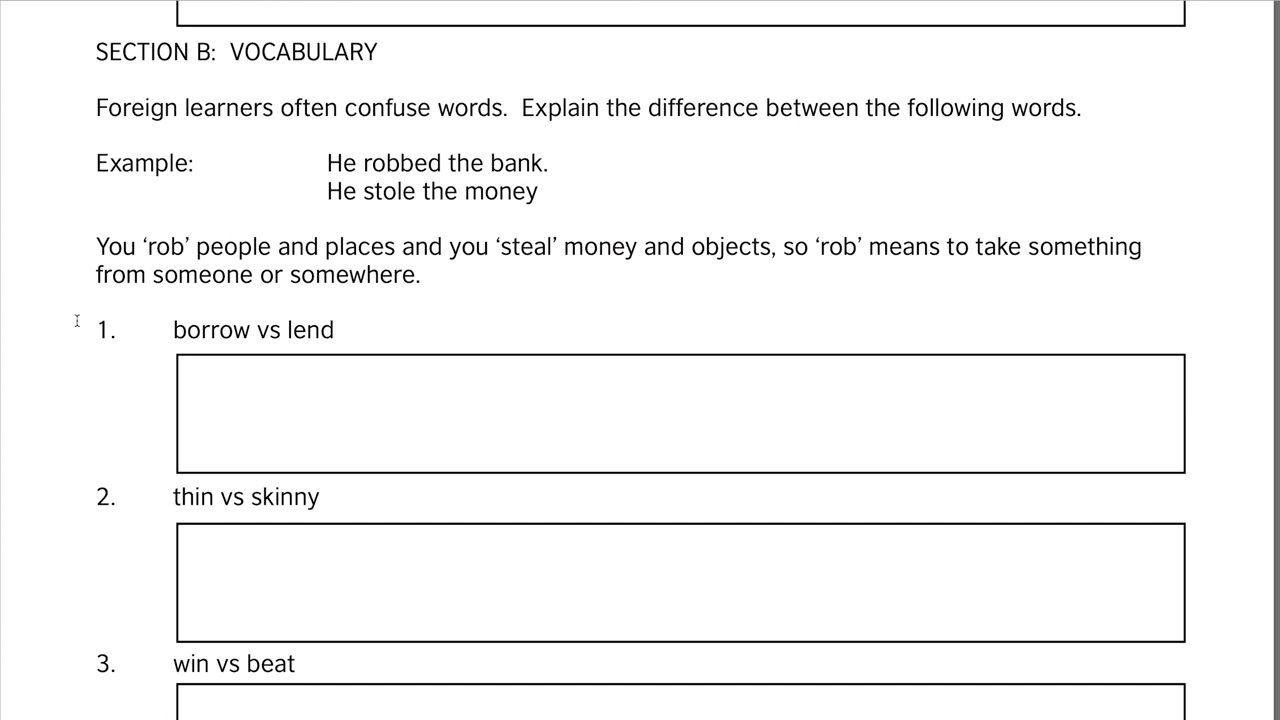 SECTION B:  VOCABULARY
Foreign learners often confuse words.  Explain the difference between the following words.
Example: He robbed the bank.
He stole the money
You ‘rob’ people and places and you ‘steal’ money and objects, so ‘rob’ means to take something
from someone or somewhere.
1. borrow vs lend
2. thin vs skinny
3. win vs beat